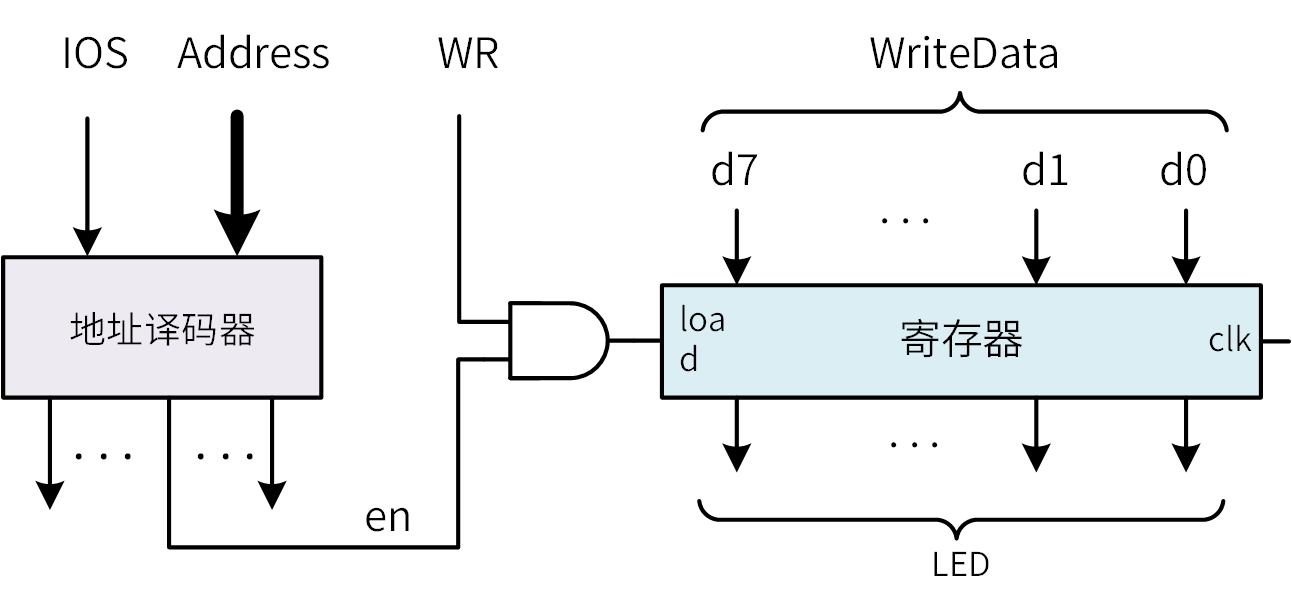 IOS Address WR WriteData
d7 ... d1 d0
地址译码器
loa
d
寄存器
clk
... ...
...
en
LED